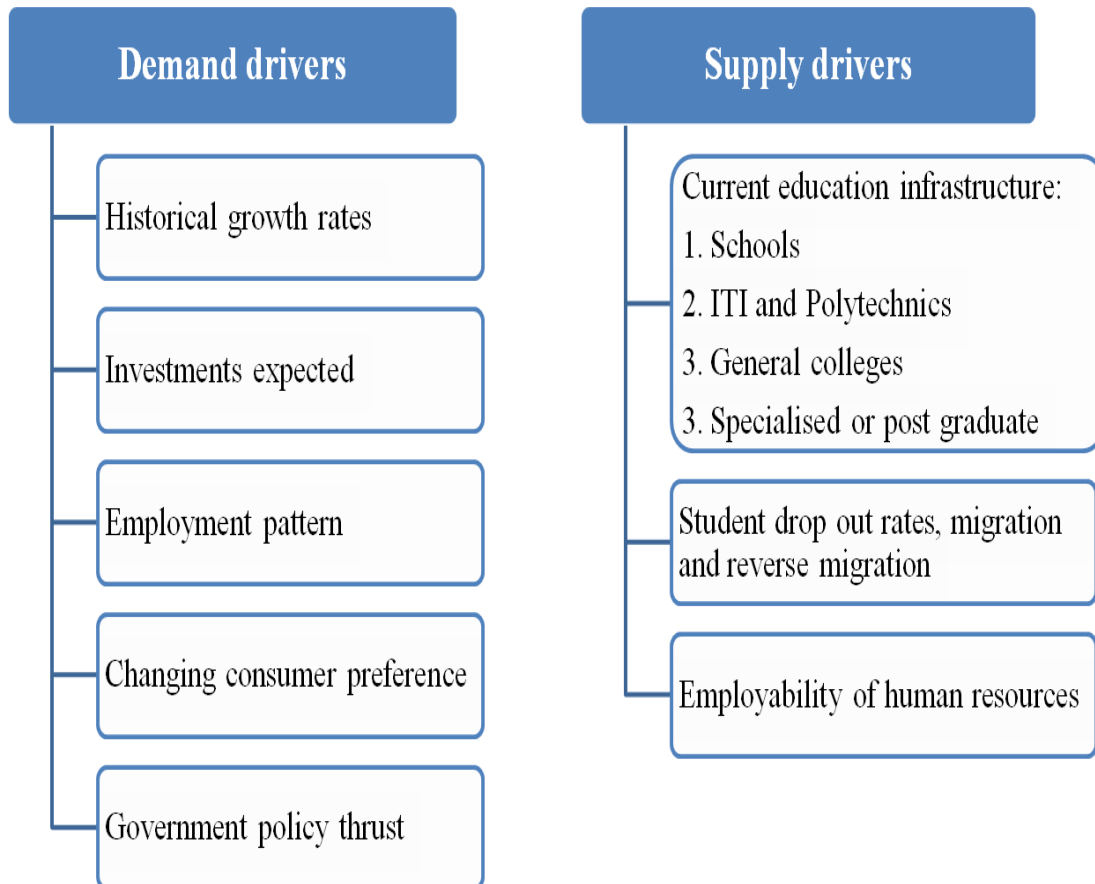 Demand drivers
Historical growth rates
Investments expected
Employment pattern
Changing consumer preference
Government policy thrust
Supply drivers
Current education infrastructure:
1. Schools
2. ITI and Polytechnics
3. General colleges
3. Specialised or post graduate
Student drop out rates, migration
and reverse migration
Employability of human resources